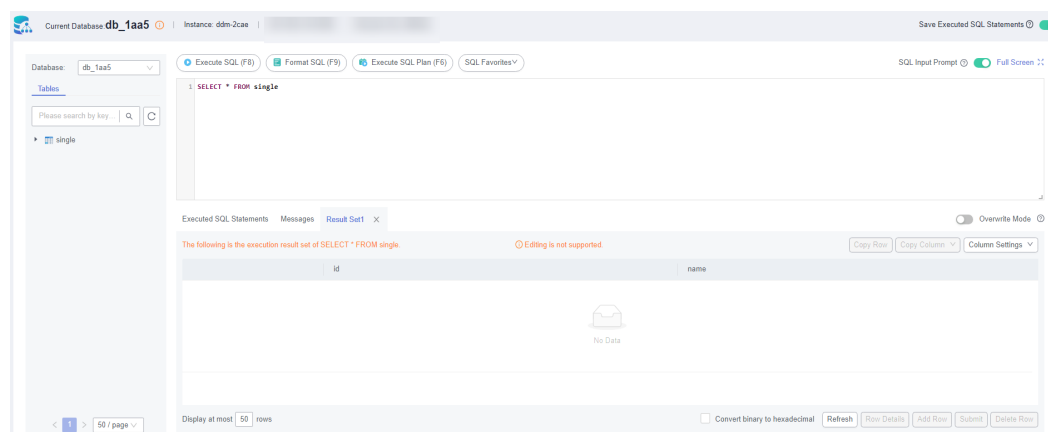 Current Database: db_1aa5 | Instance: ddm-2cae | Save Executed SQL Statements
Database: db_1aa5
Execute SQL (F8) Format SQL (F9) Execute SQL Plan (F6) SQL Favorites SQL Input Prompt Full Screen
Tables
1 SELECT * FROM single
Please search by key...
single
Executed SQL Statements Messages Result Set1 Overwrite Mode
The following is the execution result set of SELECT * FROM single. Editing is not supported. Copy Row Copy Column Column Settings
id name
No Data
Display at most 50 rows Convert binary to hexadecimal Refresh Row Details Add Row Submit Delete Row
1 50 / page